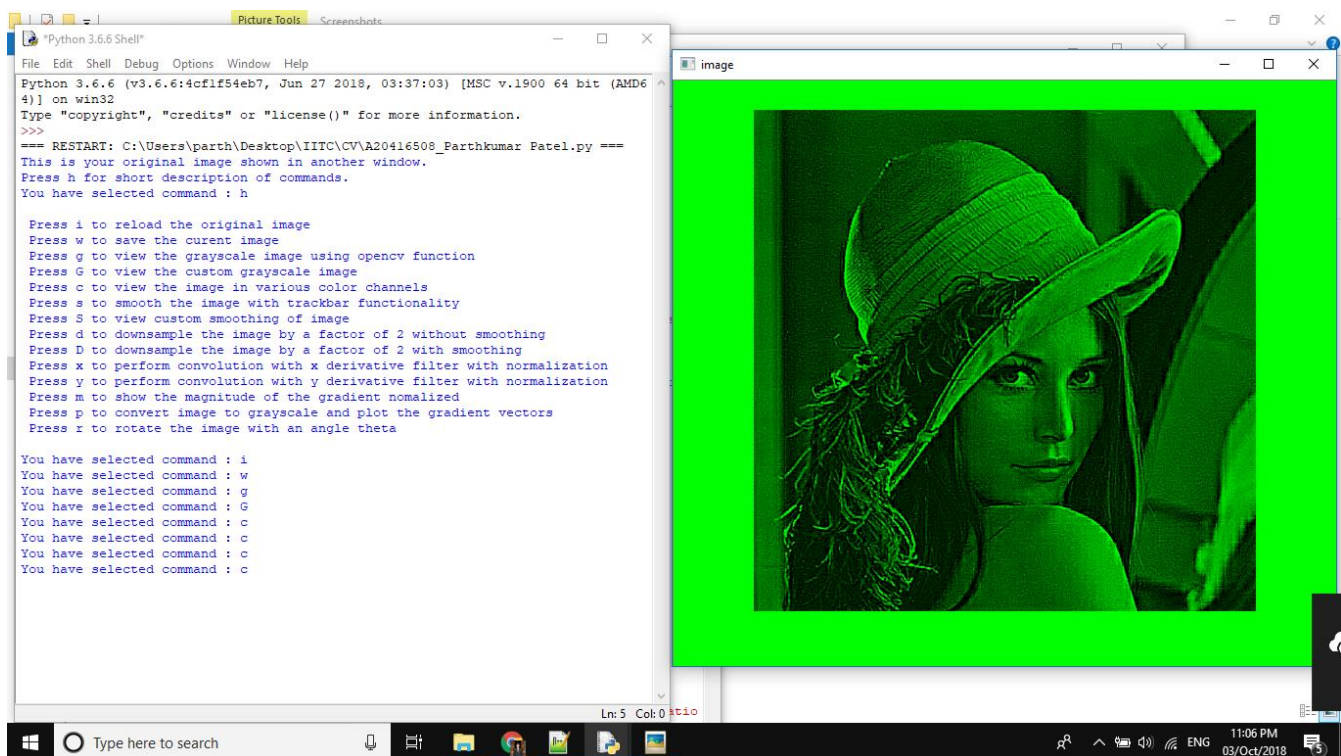 Picture Tools Screenshots
*Python 3.6.6 Shell*
File Edit Shell Debug Options Window Help
Python 3.6.6 (v3.6.6:4cf1f54eb7, Jun 27 2018, 03:37:03) [MSC v.1900 64 bit (AMD6
4)] on win32
Type "copyright", "credits" or "license()" for more information.
>>>
=== RESTART: C:\Users\parth\Desktop\IITC\CV\A20416508_Parthkumar Patel.py ===
This is your original image shown in another window.
Press h for short description of commands.
You have selected command : h
Press i to reload the original image
Press w to save the curent image
Press g to view the grayscale image using opencv function
Press G to view the custom grayscale image
Press c to view the image in various color channels
Press s to smooth the image with trackbar functionality
Press S to view custom smoothing of image
Press d to downsample the image by a factor of 2 without smoothing
Press D to downsample the image by a factor of 2 with smoothing
Press x to perform convolution with x derivative filter with normalization
Press y to perform convolution with y derivative filter with normalization
Press m to show the magnitude of the gradient nomalized
Press p to convert image to grayscale and plot the gradient vectors
Press r to rotate the image with an angle theta
You have selected command : i
You have selected command : w
You have selected command : g
You have selected command : G
You have selected command : c
You have selected command : c
You have selected command : c
You have selected command : c
Ln: 5 Col: 0
atio
image
Type here to search
ENG
11:06 PM
03/Oct/2018